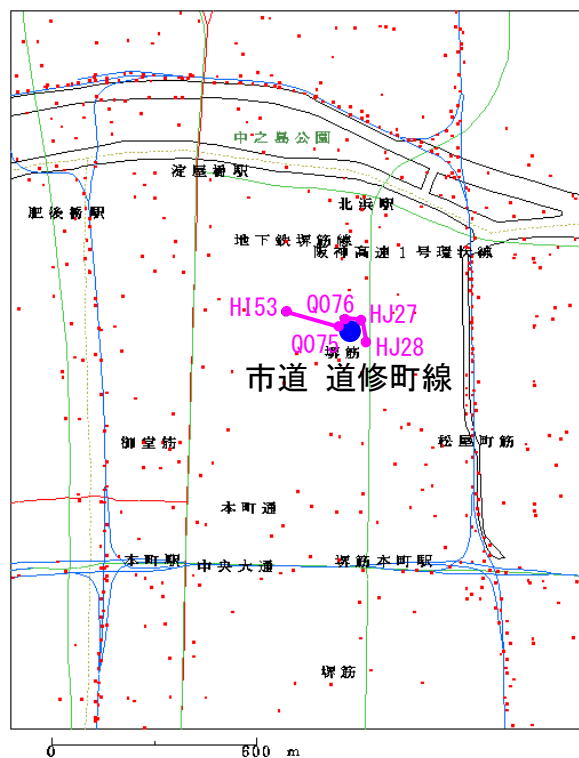 中之島公園
淀屋橋駅
北浜駅
肥後橋駅
地下鉄堺筋線
阪神高速1号環状線
HI53
Q076
HJ27
Q075
HJ28
堺筋
市道 道修町線
御堂筋
松屋町筋
本町通
本町駅
中央大通
堺筋本町駅
堺筋
0 600 m